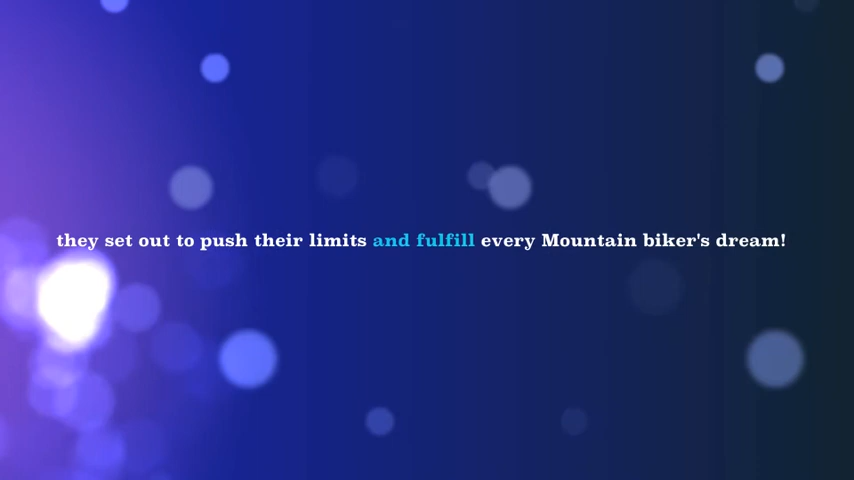 they set out to push their limits and fulfill every Mountain biker's dream!